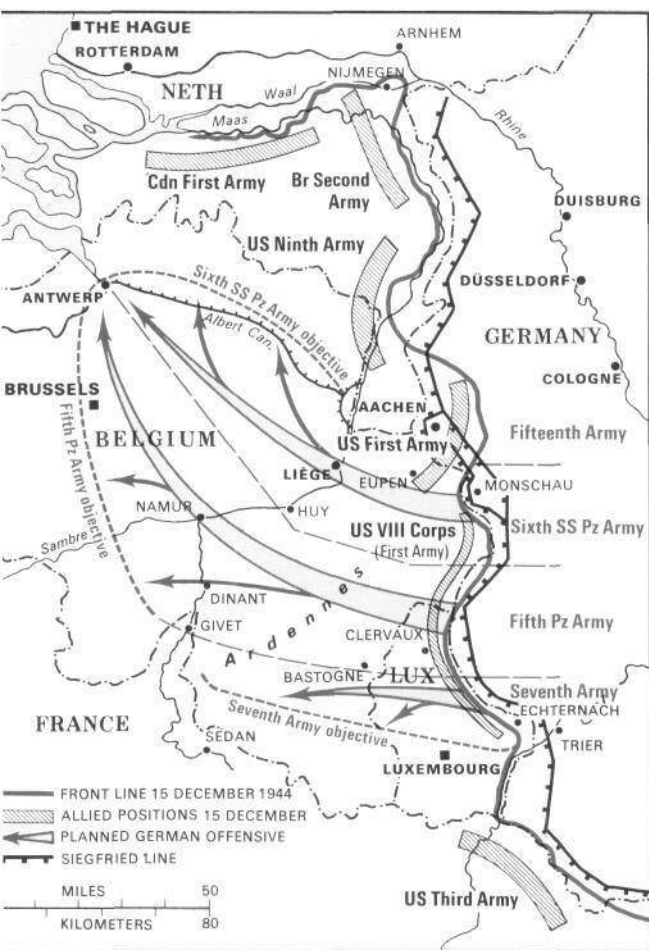 THE HAGUE
ARNHEM
ROTTERDAM
NIJMEGEN
NETH
Waal
Maas
Rhine
Cdn First Army
Br Second
Army
DUISBURG
US Ninth Army
Sixth SS Pz Army objective
DÜSSELDORF
ANTWERP
Albert Can.
GERMANY
COLOGNE
BRUSSELS
AACHEN
Fifth Pz Army objective
BELGIUM
US First Army
Fifteenth Army
LIÈGE
EUPEN
MONSCHAU
NAMUR
HUY
US VIII Corps
(First Army)
Sixth SS Pz Army
Sambre
DINANT
Ardennes
GIVET
Fifth Pz Army
CLERVAUX
BASTOGNE
LUX
Seventh Army
ECHTERNACH
Seventh Army objective
FRANCE
SEDAN
TRIER
LUXEMBOURG
FRONT LINE 15 DECEMBER 1944
ALLIED POSITIONS 15 DECEMBER
PLANNED GERMAN OFFENSIVE
SIEGFRIED LINE
MILES 50
KILOMETERS 80
US Third Army